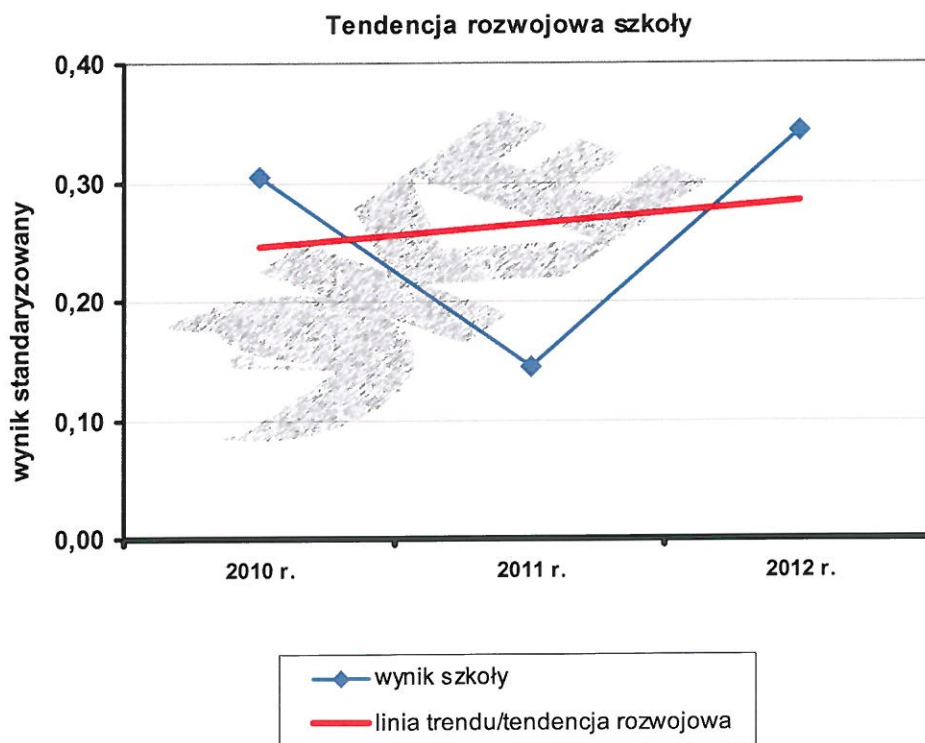 Tendencja rozwojowa szkoły
wynik standaryzowany
0,40
0,30
0,20
0,10
0,00
2010 r.
2011 r.
2012 r.
wynik szkoły
linia trendu/tendencja rozwojowa